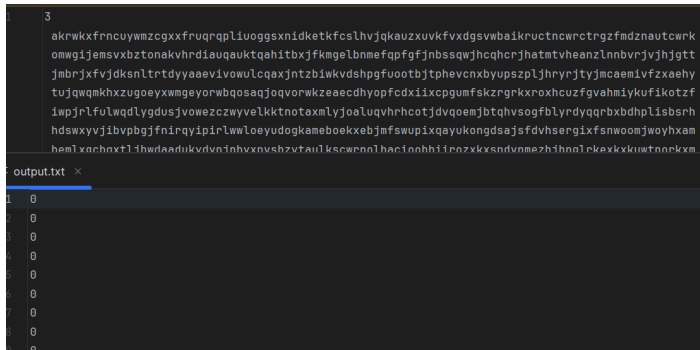 1 3
akrwkxfrncuywmzcgxxfruqrqpliuoggsxnidketkfcslhvjqkauzxuvkfvxdgsvwbaikructncwrctrgzfmdznautcwrk
omwgijemsvxbztonakvhrdiauqauktqahitbxjfkmgelbnmefqpfgfjnbssqwjhcqhcrjhatmtvheanzlnnbvrjvjhjgtt
jmbrjxfvjdksnltrtdyyaaevivowulcqaxjntzbiwkvdshpgfuootbjtphevcnxbyupszpljhryrjtyjmcaemivfzxaehy
tujqwqmkhxzugoeyxwmgeyorwbqosaqjoqvorwkzeaecdhyopfcdxiixcpgumfskzrgrkxroxhcuzfgvahmiykufikotzf
iwpjrlfulwqdlygdusjvowezczwyvelkktnotaxmlyjoaluqvhrhcotjdvqoemjbtqhvsogfblyrdyqqrbxbdhplisbsrh
hdswxyvjibvpbgjfnirqyipirlwwloeyudogkameboekxebjmfswupixqayukongdsajsfdvhsergixfsnwoomjwoyhxam
output.txt ×
1 0
2 0
3 0
4 0
5 0
6 0
7 0
8 0